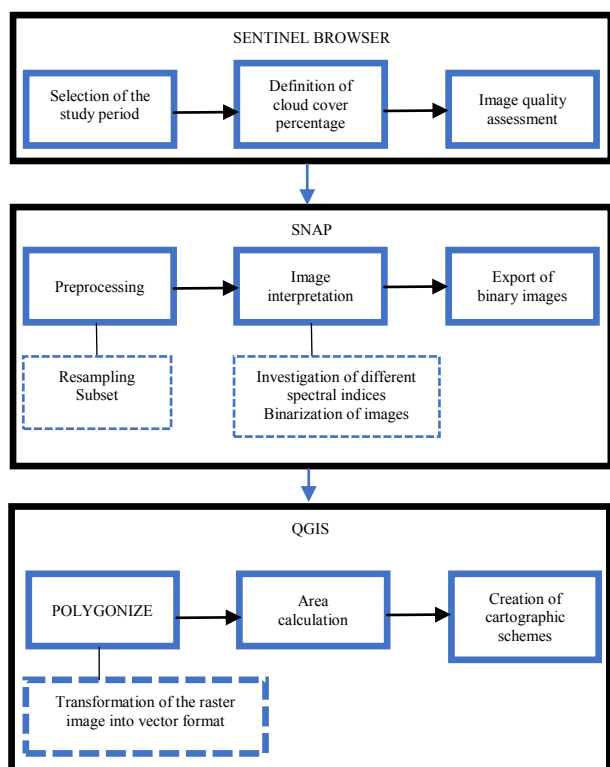 SENTINEL BROWSER
Selection of the
study period
Definition of
cloud cover
percentage
Image quality
assessment
SNAP
Preprocessing
Image
interpretation
Export of
binary images
Resampling
Subset
Investigation of different
spectral indices
Binarization of images
QGIS
POLYGONIZE
Area
calculation
Creation of
cartographic
schemes
Transformation of the raster
image into vector format